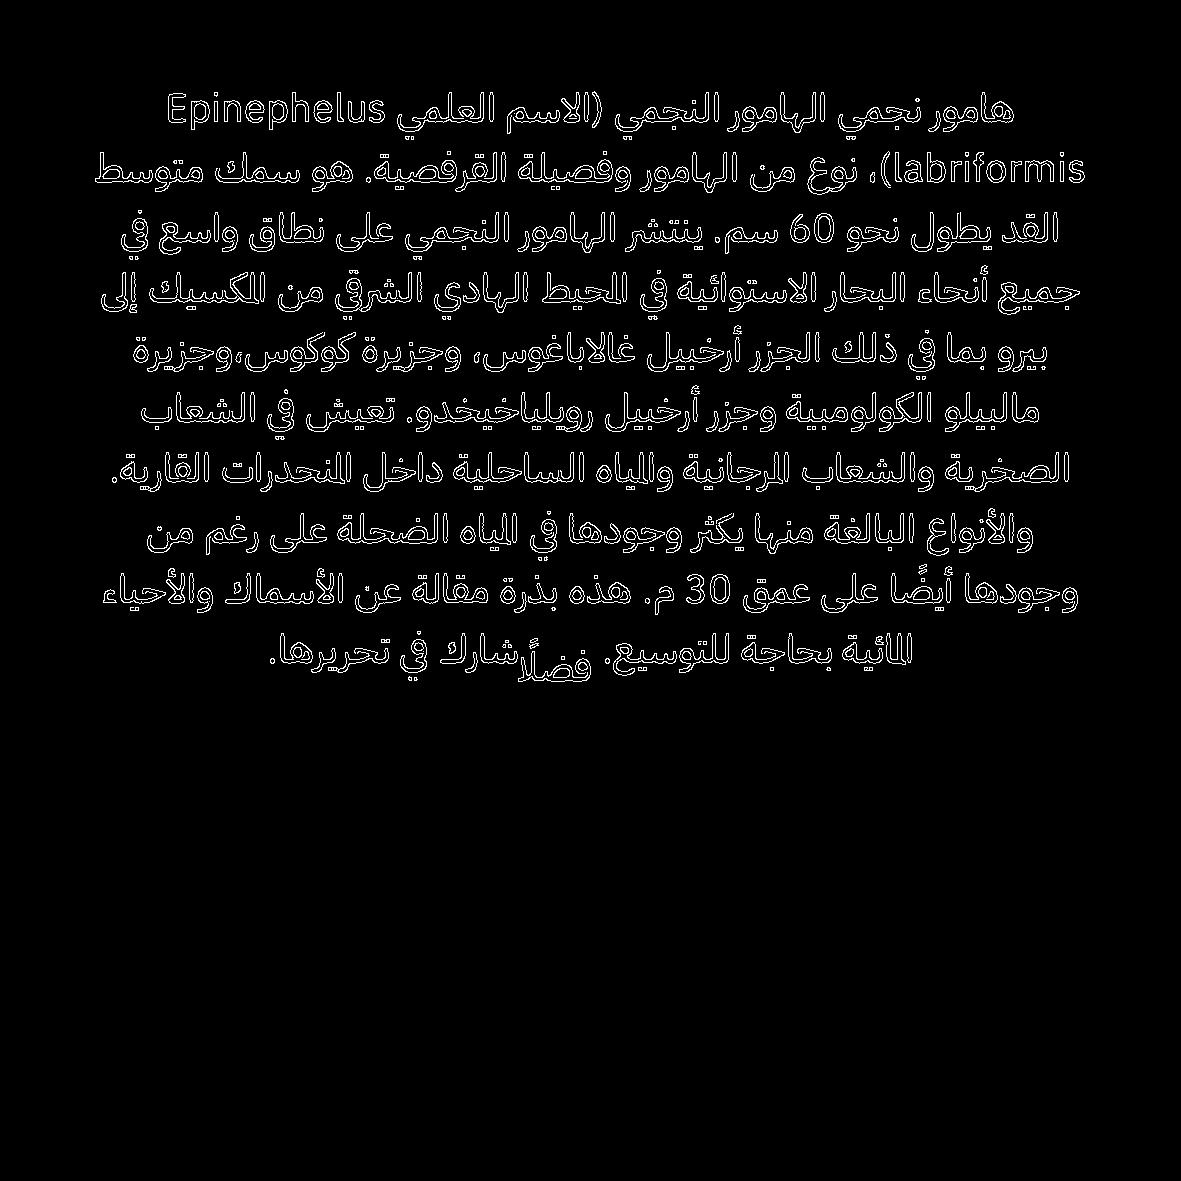 هامور نجمي الهامور النجمي (الاسم العلمي Epinephelus
labriformis)، نوع من الهامور وفصيلة القرفصية. هو سمك متوسط
القد يطول نحو 60 سم. ينتشر الهامور النجمي على نطاق واسع في
جميع أنحاء البحار الاستوائية في المحيط الهادي الشرقي من المكسيك إلى
بيرو بما في ذلك الجزر أرخبيل غالاباغوس، وجزيرة كوكوس،وجزيرة
مالبيلو الكولومبية وجزر أرخبيل رويلياخيخدو. تعيش في الشعاب
الصخرية والشعاب المرجانية والمياه الساحلية داخل المنحدرات القارية.
والأنواع البالغة منها يكثر وجودها في المياه الضحلة على رغم من
وجودها أيضًا على عمق 30 م. هذه بذرة مقالة عن الأسماك والأحياء
المائية بحاجة للتوسيع. فضلًا شارك في تحريرها.